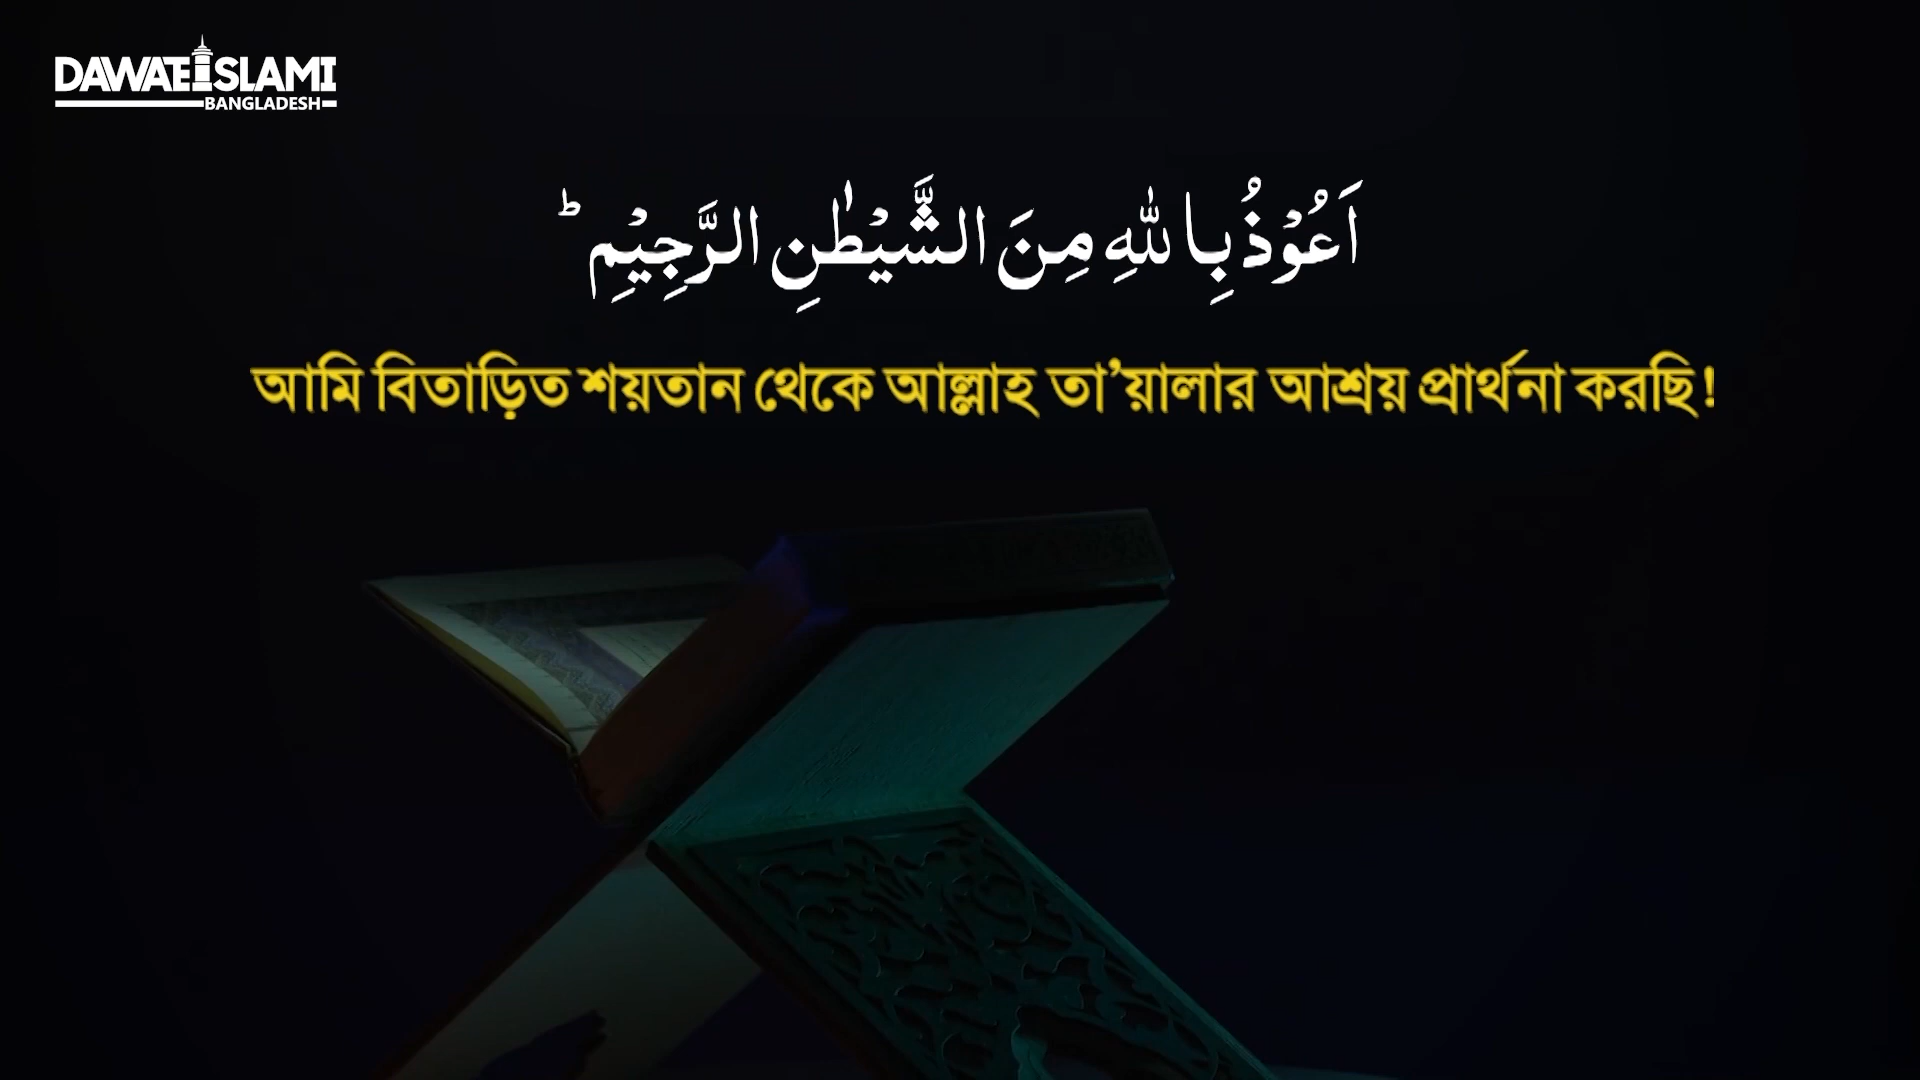 DAWATEISLAMI
BANGLADESH
اَعُوْذُ بِاللّٰهِ مِنَ الشَّيْطٰنِ الرَّجِيْمِ ؕ
আমি বিতাড়িত শয়তান থেকে আল্লাহ তা’য়ালার আশ্রয় প্রার্থনা করছি!